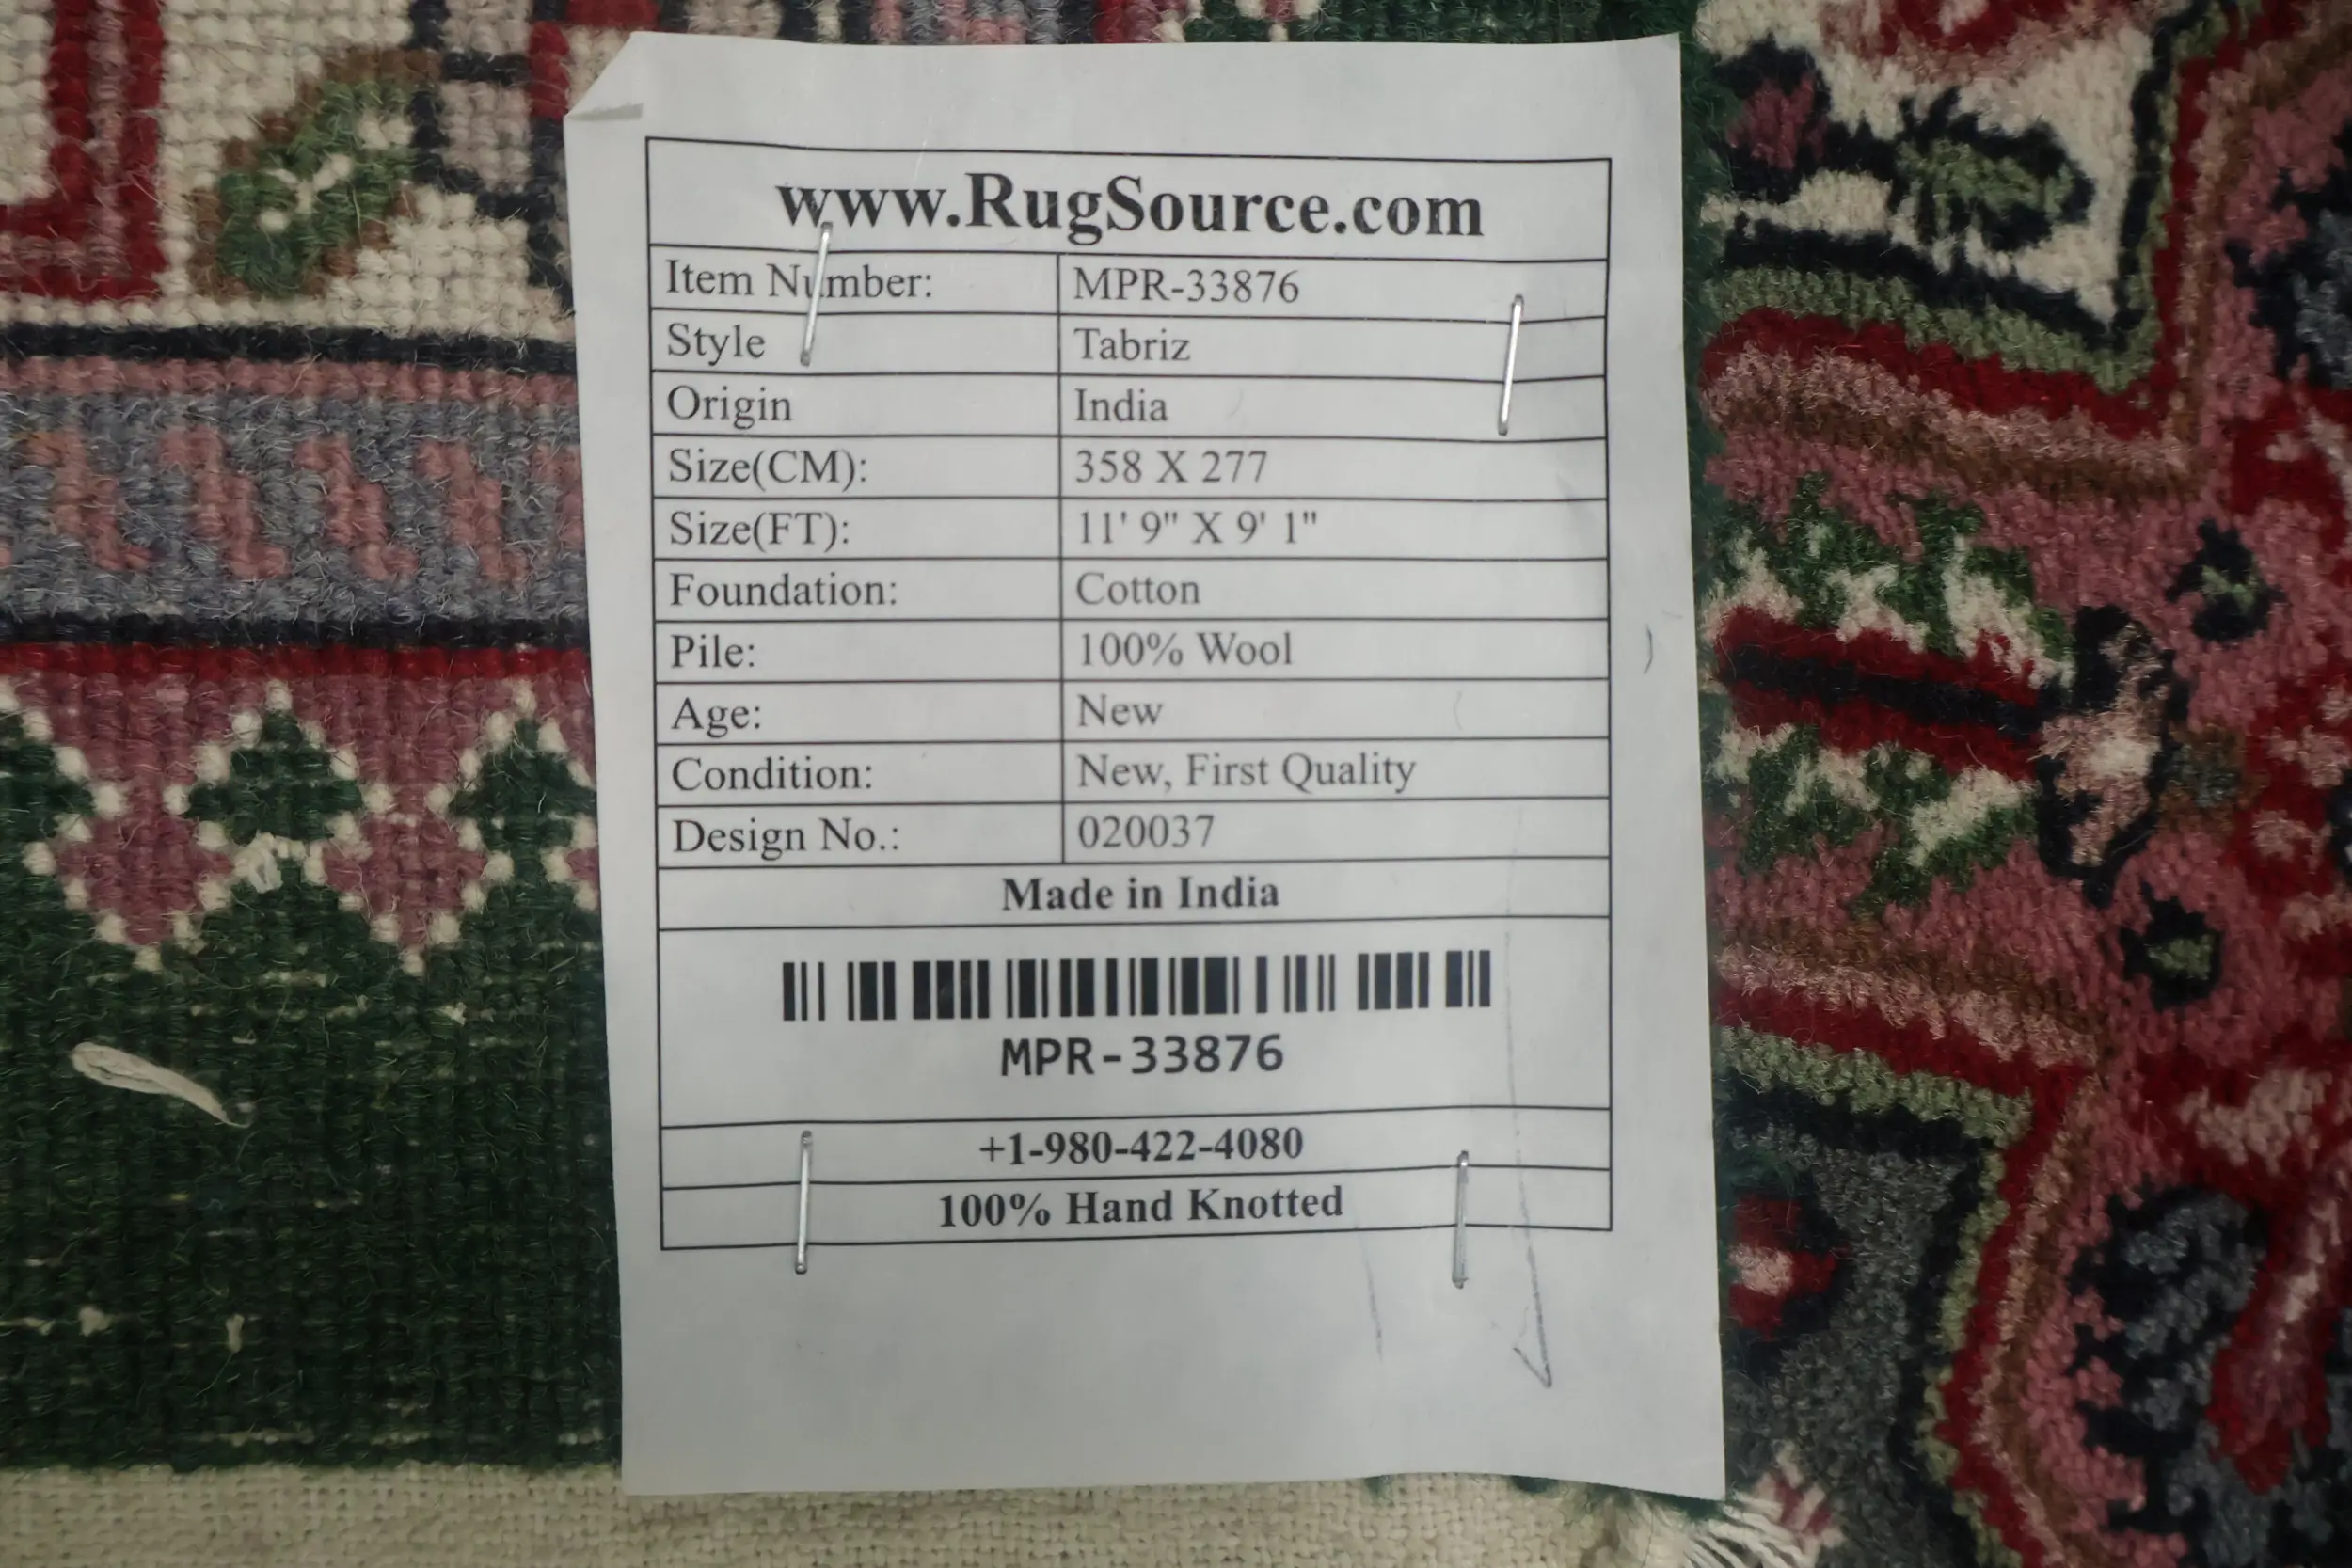 www.RugSource.com
Item Number: MPR-33876
Style Tabriz
Origin India
Size(CM): 358 X 277
Size(FT): 11' 9" X 9' 1"
Foundation: Cotton
Pile: 100% Wool
Age: New
Condition: New, First Quality
Design No.: 020037
Made in India
MPR-33876
+1-980-422-4080
100% Hand Knotted